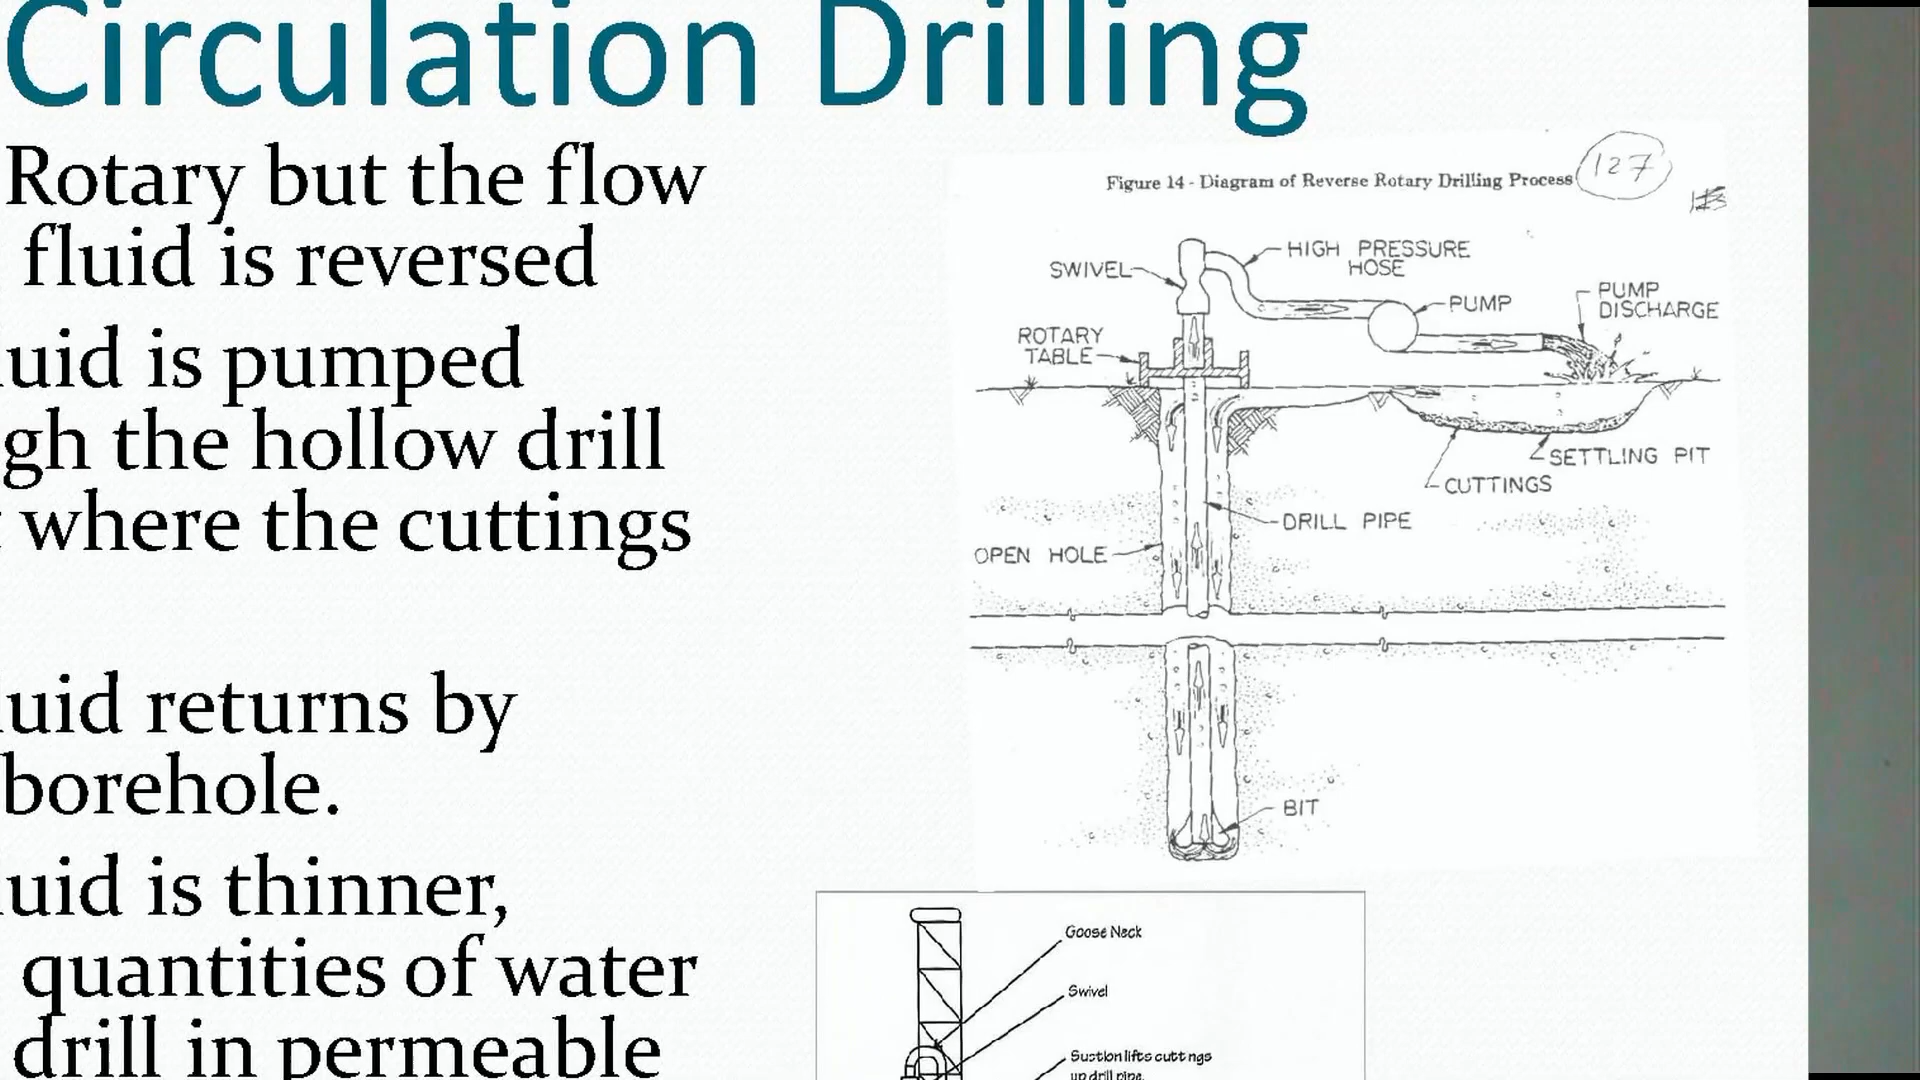 Circulation Drilling
Rotary but the flow
fluid is reversed
uid is pumped
gh the hollow drill
where the cuttings
uid returns by
borehole.
uid is thinner,
quantities of water
drill in permeable
Figure 14 - Diagram of Reverse Rotary Drilling Process
127
SWIVEL
HIGH PRESSURE
HOSE
PUMP
PUMP
DISCHARGE
ROTARY
TABLE
SETTLING PIT
CUTTINGS
DRILL PIPE
OPEN HOLE
BIT
Goose Neck
Swivel
Suction lifts cuttings
up drill pipe.